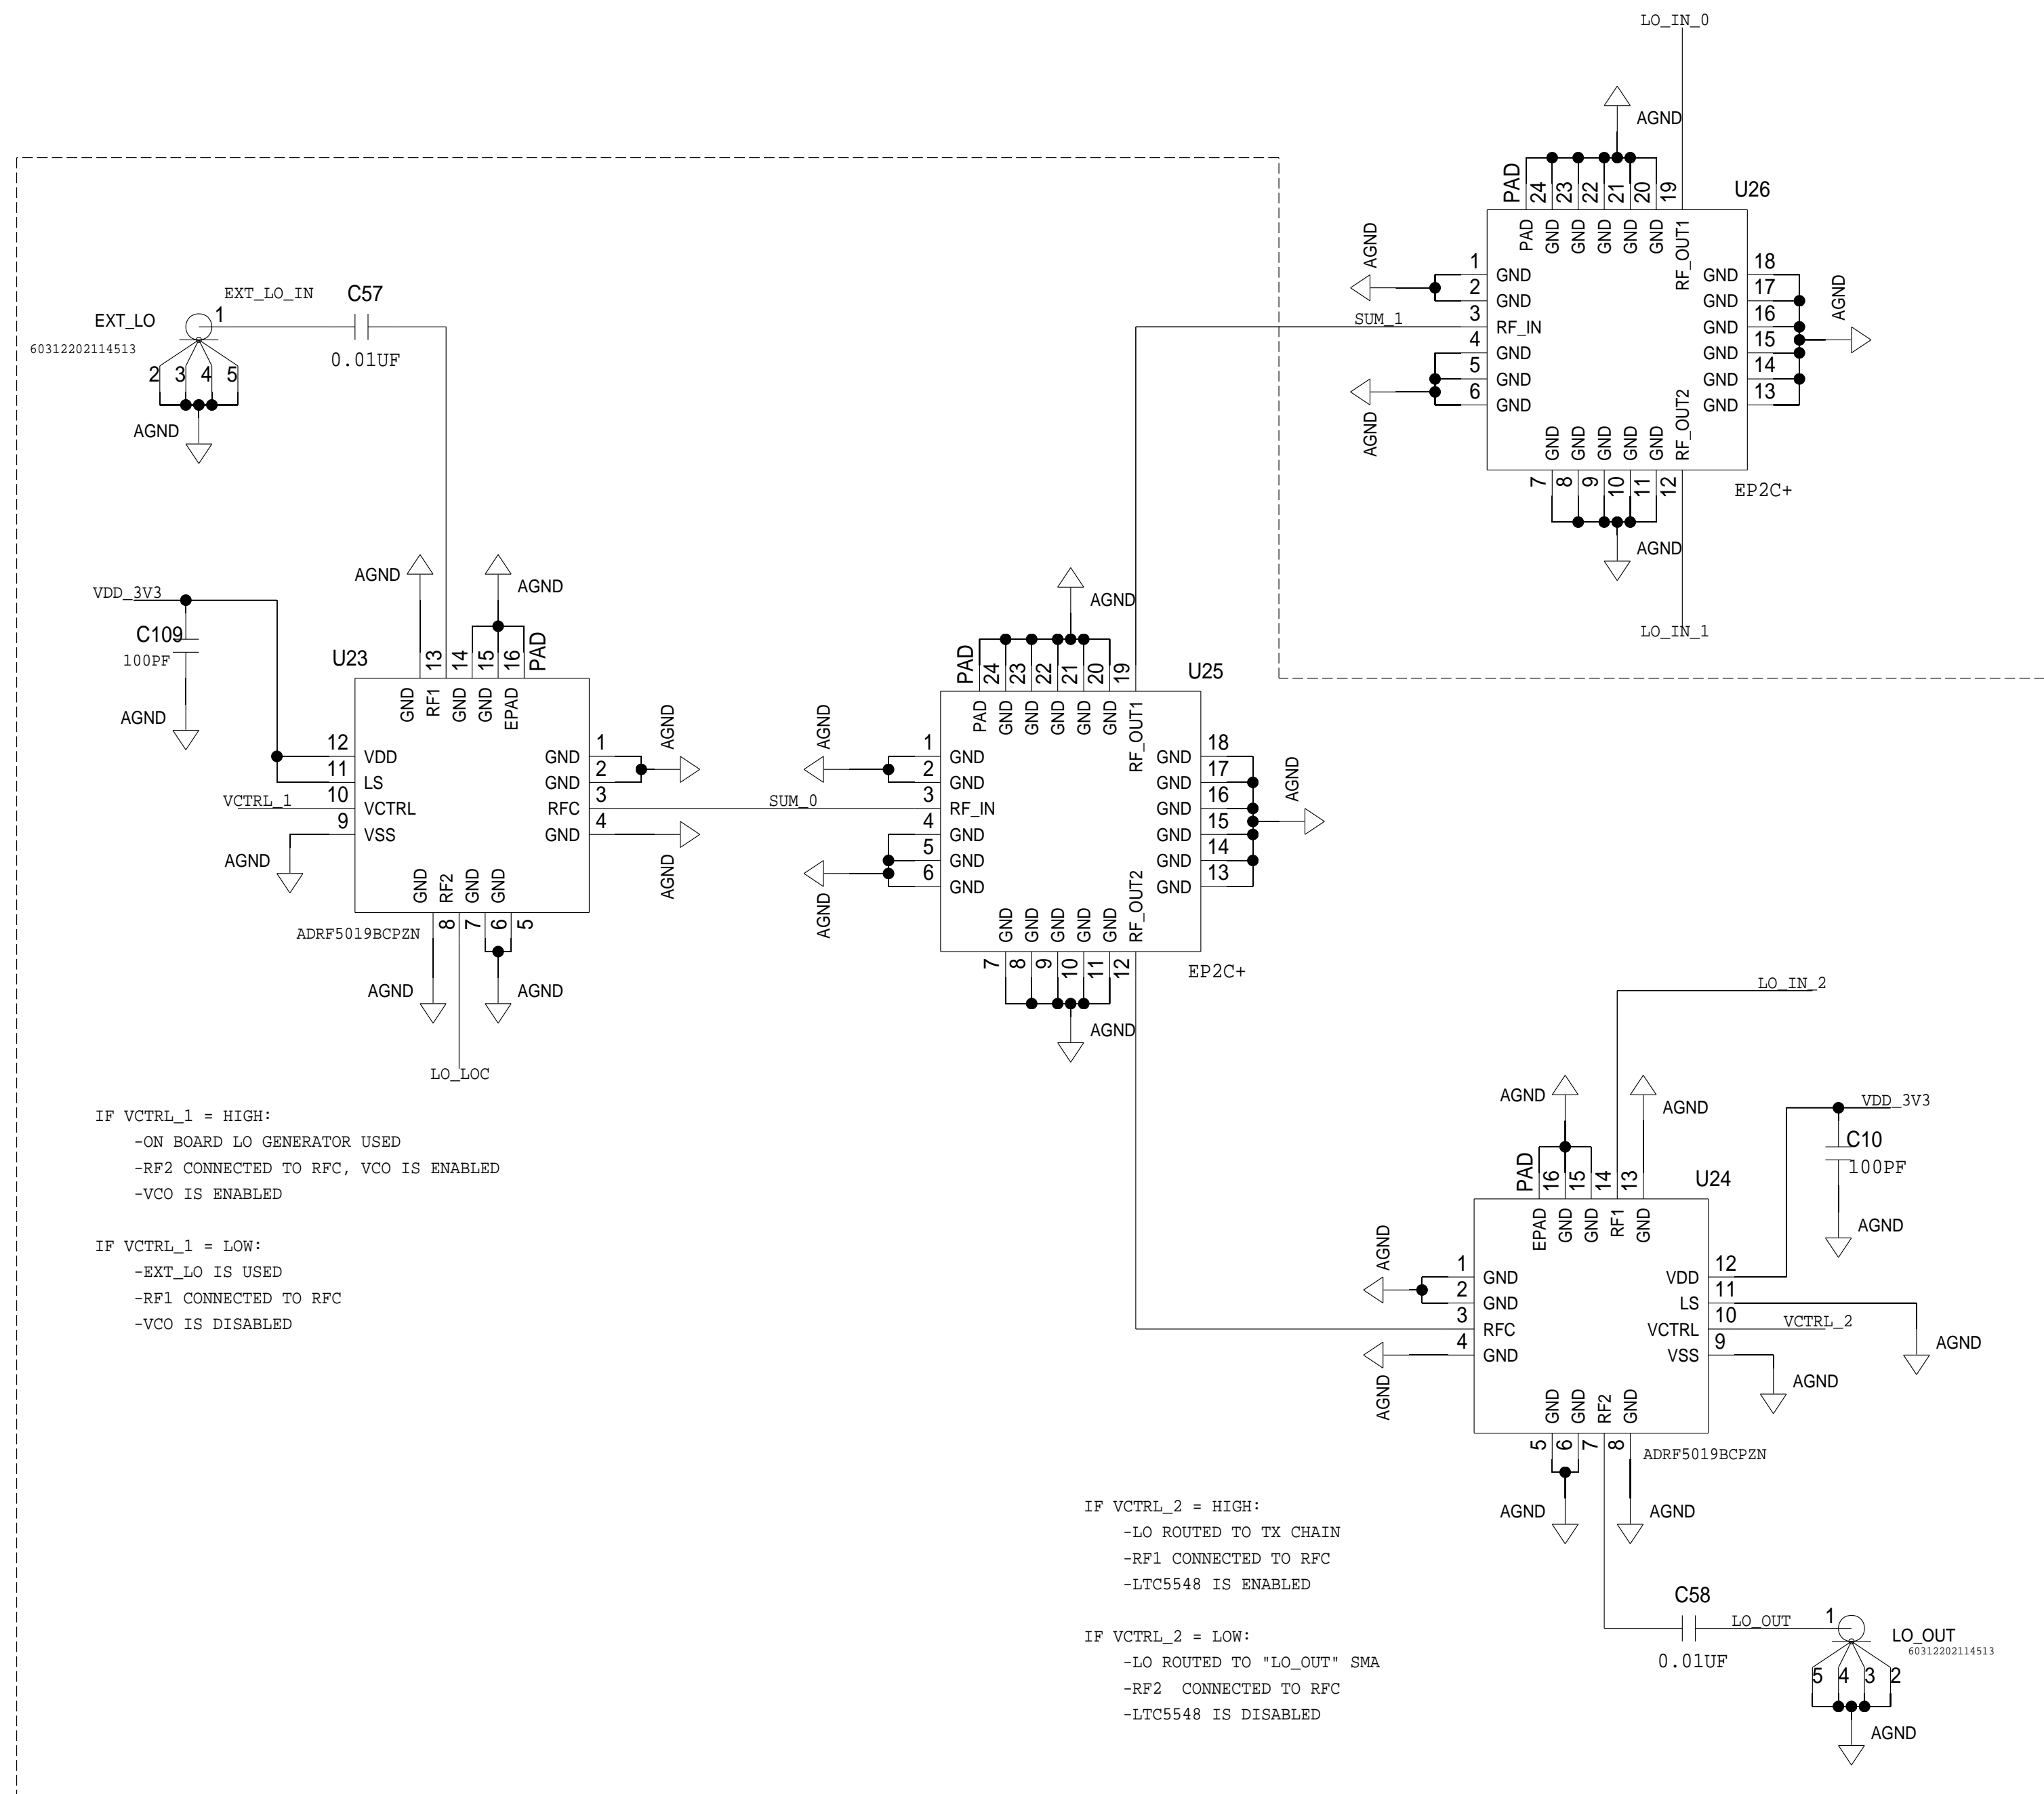 LO_IN_0
AGND
PAD
24
23
22
21
20
19
U26
PAD
GND
GND
GND
GND
GND
RF_OUT1
AGND
1 GND
2 GND
3 RF_IN
4 GND
5 GND
6 GND
SUM_1
AGND
GND 18
GND 17
GND 16
GND 15
GND 14
GND 13
AGND
GND
GND
GND
GND
GND
RF_OUT2
7
8
9
10
11
12
EP2C+
AGND
LO_IN_1
EXT_LO
60312202114513
EXT_LO_IN
1
2
3
4
5
AGND
C57
0.01UF
VDD_3V3
C109
100PF
AGND
U23
AGND
AGND
13
14
15
16
PAD
GND
RF1
GND
GND
EPAD
12 VDD
11 LS
VCTRL_1
10 VCTRL
9 VSS
AGND
GND 1
GND 2
RFC 3
GND 4
AGND
AGND
GND
RF2
GND
GND
8
7
6
5
ADRF5019BCPZN
AGND
AGND
LO_LOC
SUM_0
AGND
PAD
24
23
22
21
20
19
U25
PAD
GND
GND
GND
GND
GND
RF_OUT1
AGND
1 GND
2 GND
3 RF_IN
4 GND
5 GND
6 GND
AGND
GND 18
GND 17
GND 16
GND 15
GND 14
GND 13
AGND
GND
GND
GND
GND
GND
RF_OUT2
7
8
9
10
11
12
EP2C+
AGND
IF VCTRL_1 = HIGH:
-ON BOARD LO GENERATOR USED
-RF2 CONNECTED TO RFC, VCO IS ENABLED
-VCO IS ENABLED
IF VCTRL_1 = LOW:
-EXT_LO IS USED
-RF1 CONNECTED TO RFC
-VCO IS DISABLED
LO_IN_2
AGND
AGND
VDD_3V3
C10
100PF
AGND
PAD
16
15
14
13
U24
EPAD
GND
GND
RF1
GND
AGND
1 GND
2 GND
3 RFC
4 GND
AGND
VDD 12
LS 11
VCTRL 10
VCTRL_2
VSS 9
AGND
AGND
GND
GND
RF2
GND
5
6
7
8
ADRF5019BCPZN
AGND
AGND
IF VCTRL_2 = HIGH:
-LO ROUTED TO TX CHAIN
-RF1 CONNECTED TO RFC
-LTC5548 IS ENABLED
IF VCTRL_2 = LOW:
-LO ROUTED TO "LO_OUT" SMA
-RF2 CONNECTED TO RFC
-LTC5548 IS DISABLED
C58
0.01UF
LO_OUT
1
LO_OUT
60312202114513
5
4
3
2
AGND